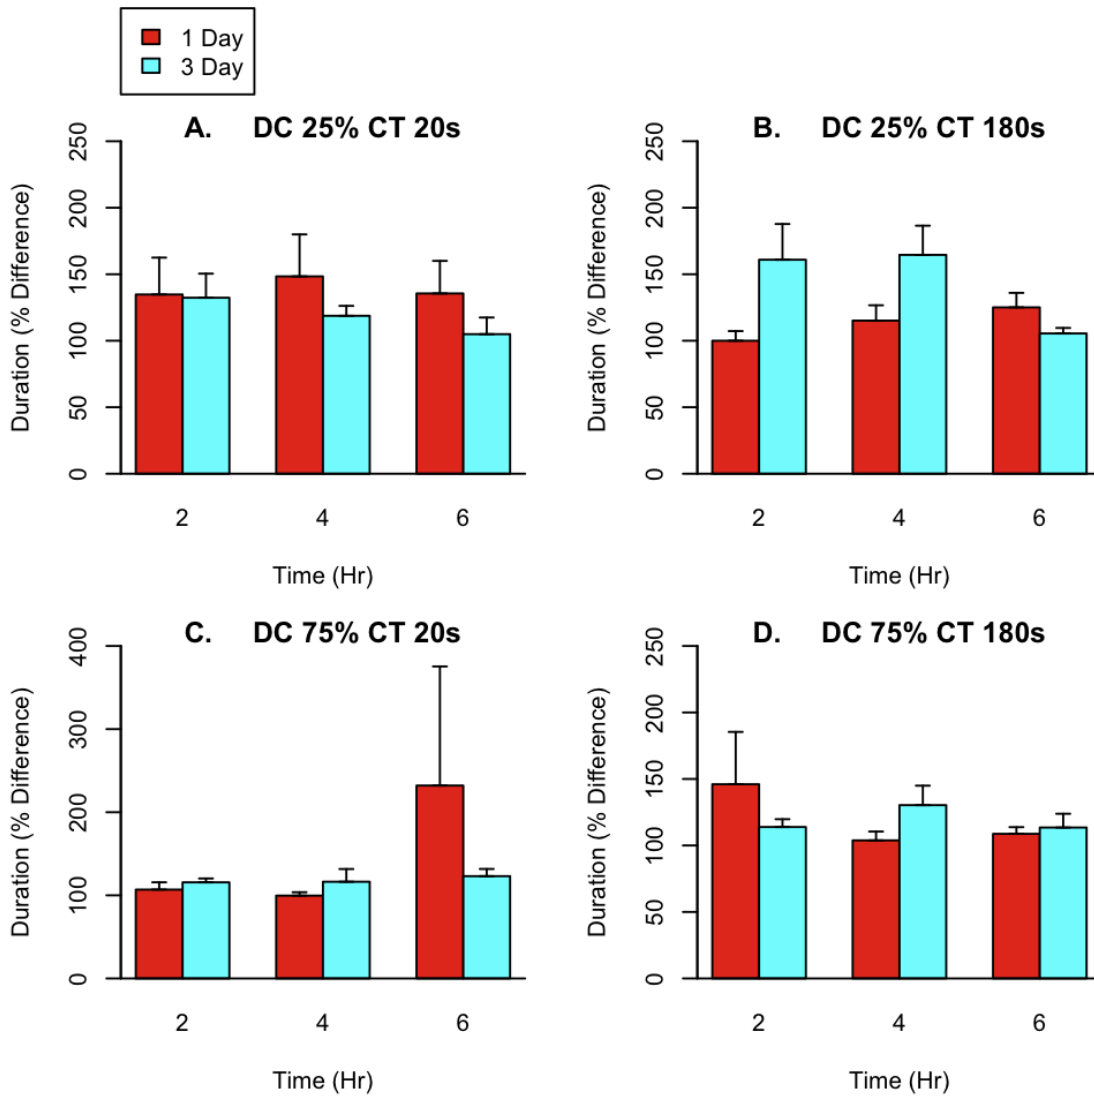 1 Day
3 Day
A. DC 25% CT 20s
Duration (% Difference)
250
200
150
100
50
0
2 4 6
Time (Hr)
B. DC 25% CT 180s
Duration (% Difference)
250
200
150
100
50
0
2 4 6
Time (Hr)
C. DC 75% CT 20s
Duration (% Difference)
400
300
200
100
0
2 4 6
Time (Hr)
D. DC 75% CT 180s
Duration (% Difference)
250
200
150
100
50
0
2 4 6
Time (Hr)